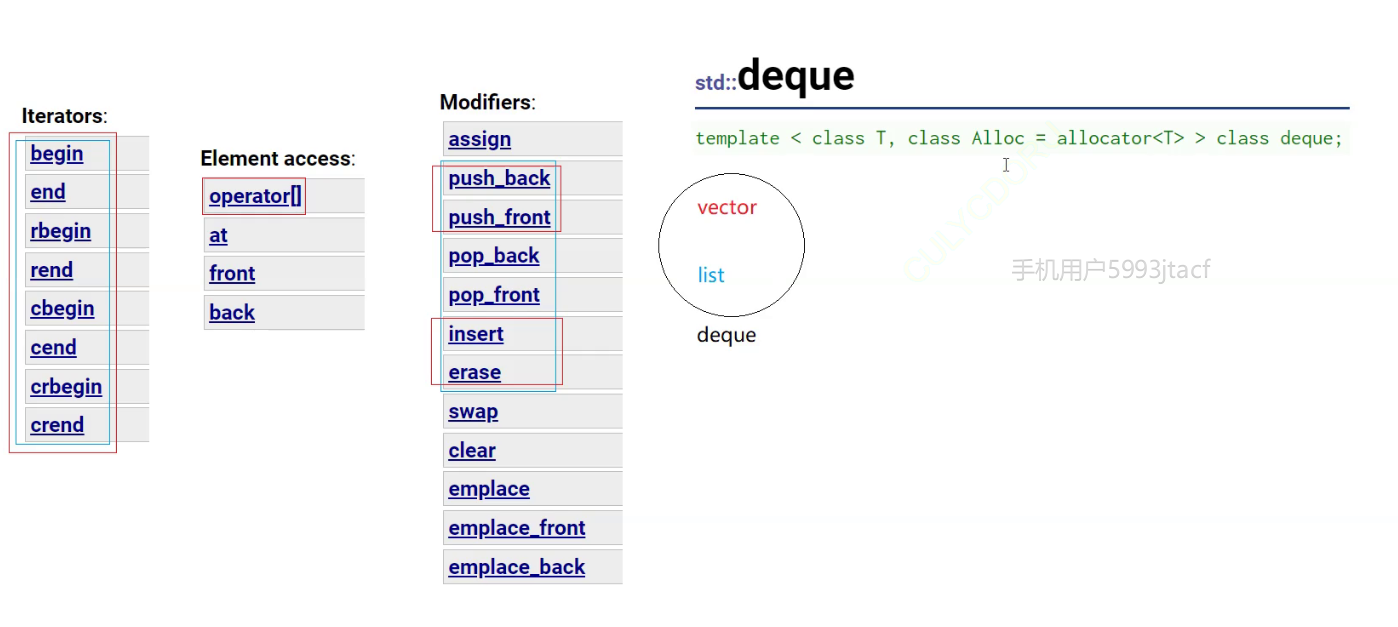 Iterators:
begin
end
rbegin
rend
cbegin
cend
crbegin
crend
Element access:
operator[]
at
front
back
Modifiers:
assign
push_back
push_front
pop_back
pop_front
insert
erase
swap
clear
emplace
emplace_front
emplace_back
std::deque
template < class T, class Alloc = allocator<T> > class deque;
vector
list
deque
手机用户5993jtacf